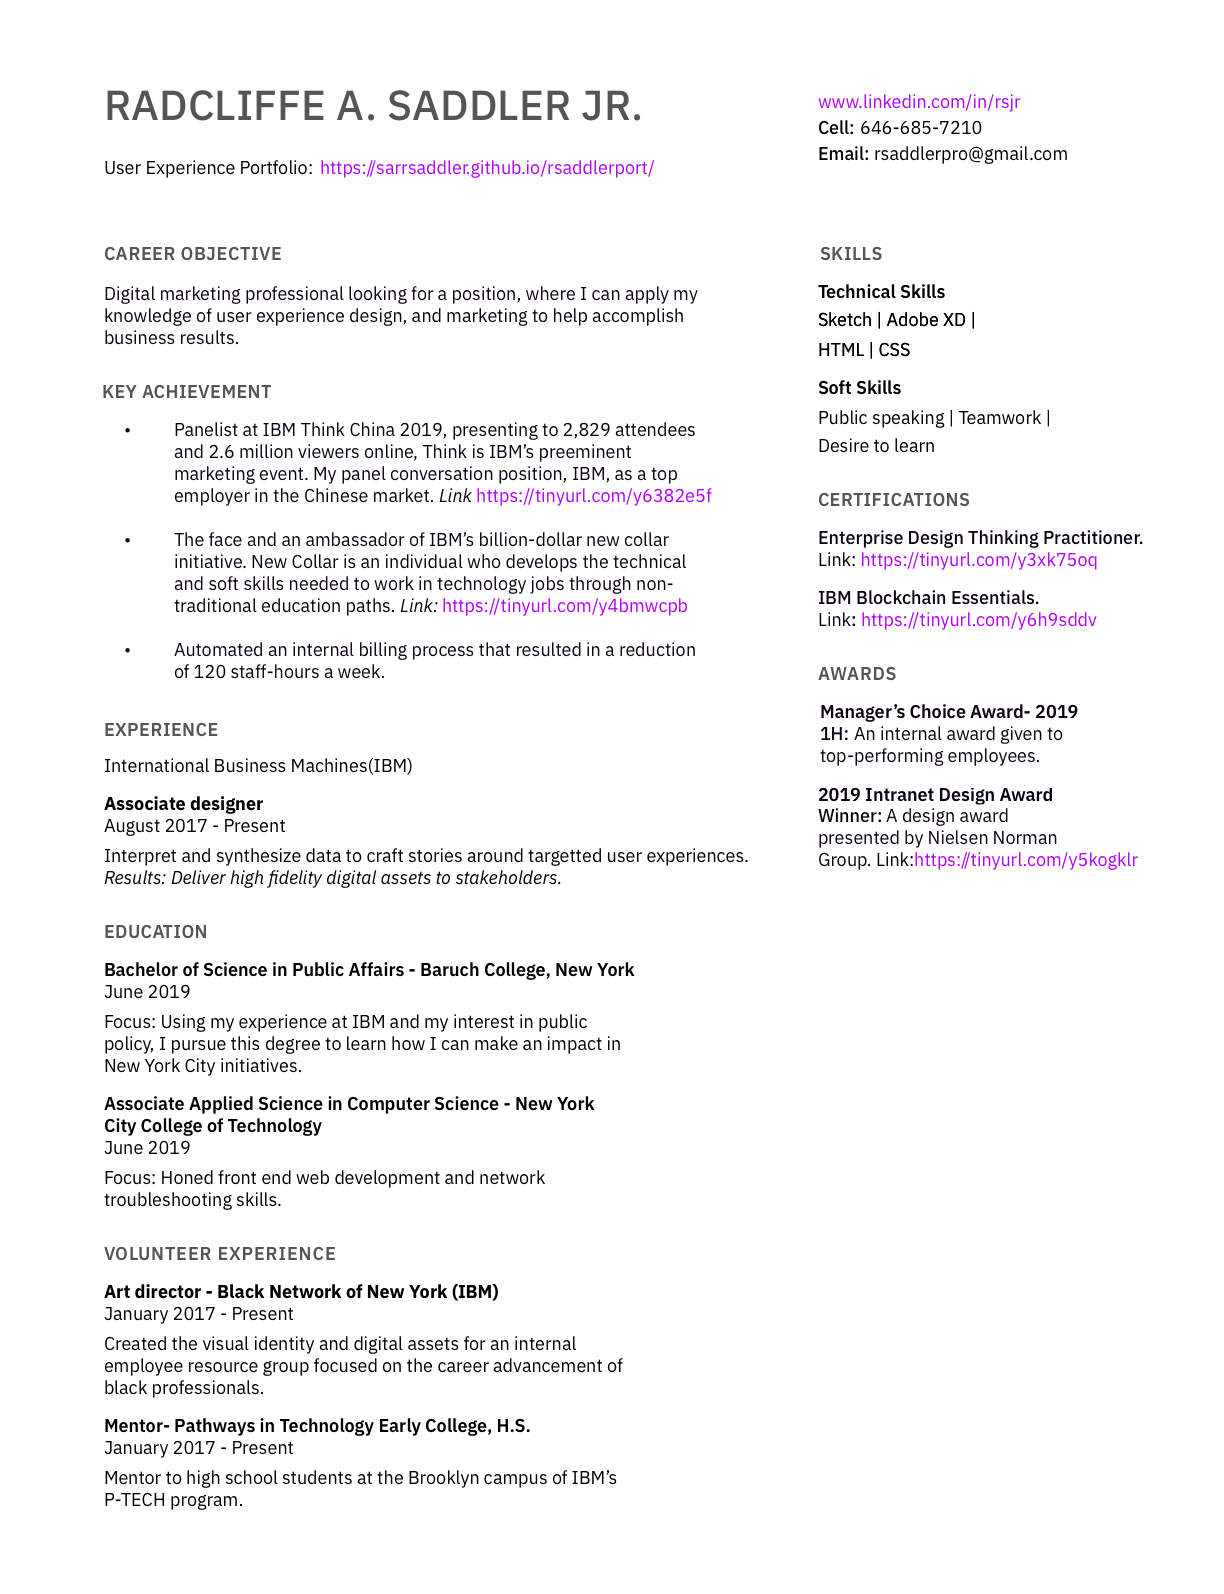 RADCLIFFE A. SADDLER JR.
User Experience Portfolio: https://sarrsaddler.github.io/rsaddlerport/
www.linkedin.com/in/rsjr
Cell: 646-685-7210
Email: rsaddlerpro@gmail.com
CAREER OBJECTIVE
Digital marketing professional looking for a position, where I can apply my
knowledge of user experience design, and marketing to help accomplish
business results.
KEY ACHIEVEMENT
• Panelist at IBM Think China 2019, presenting to 2,829 attendees
and 2.6 million viewers online, Think is IBM’s preeminent
marketing event. My panel conversation position, IBM, as a top
employer in the Chinese market. Link https://tinyurl.com/y6382e5f
• The face and an ambassador of IBM’s billion-dollar new collar
initiative. New Collar is an individual who develops the technical
and soft skills needed to work in technology jobs through non-
traditional education paths. Link: https://tinyurl.com/y4bmwcpb
• Automated an internal billing process that resulted in a reduction
of 120 staff-hours a week.
EXPERIENCE
International Business Machines(IBM)
Associate designer
August 2017 - Present
Interpret and synthesize data to craft stories around targetted user experiences.
Results: Deliver high fidelity digital assets to stakeholders.
EDUCATION
Bachelor of Science in Public Affairs - Baruch College, New York
June 2019
Focus: Using my experience at IBM and my interest in public
policy, I pursue this degree to learn how I can make an impact in
New York City initiatives.
Associate Applied Science in Computer Science - New York
City College of Technology
June 2019
Focus: Honed front end web development and network
troubleshooting skills.
VOLUNTEER EXPERIENCE
Art director - Black Network of New York (IBM)
January 2017 - Present
Created the visual identity and digital assets for an internal
employee resource group focused on the career advancement of
black professionals.
Mentor- Pathways in Technology Early College, H.S.
January 2017 - Present
Mentor to high school students at the Brooklyn campus of IBM’s
P-TECH program.
SKILLS
Technical Skills
Sketch | Adobe XD |
HTML | CSS
Soft Skills
Public speaking | Teamwork |
Desire to learn
CERTIFICATIONS
Enterprise Design Thinking Practitioner.
Link: https://tinyurl.com/y3xk75oq
IBM Blockchain Essentials.
Link: https://tinyurl.com/y6h9sddv
AWARDS
Manager’s Choice Award- 2019
1H: An internal award given to
top-performing employees.
2019 Intranet Design Award
Winner: A design award
presented by Nielsen Norman
Group. Link:https://tinyurl.com/y5kogklr